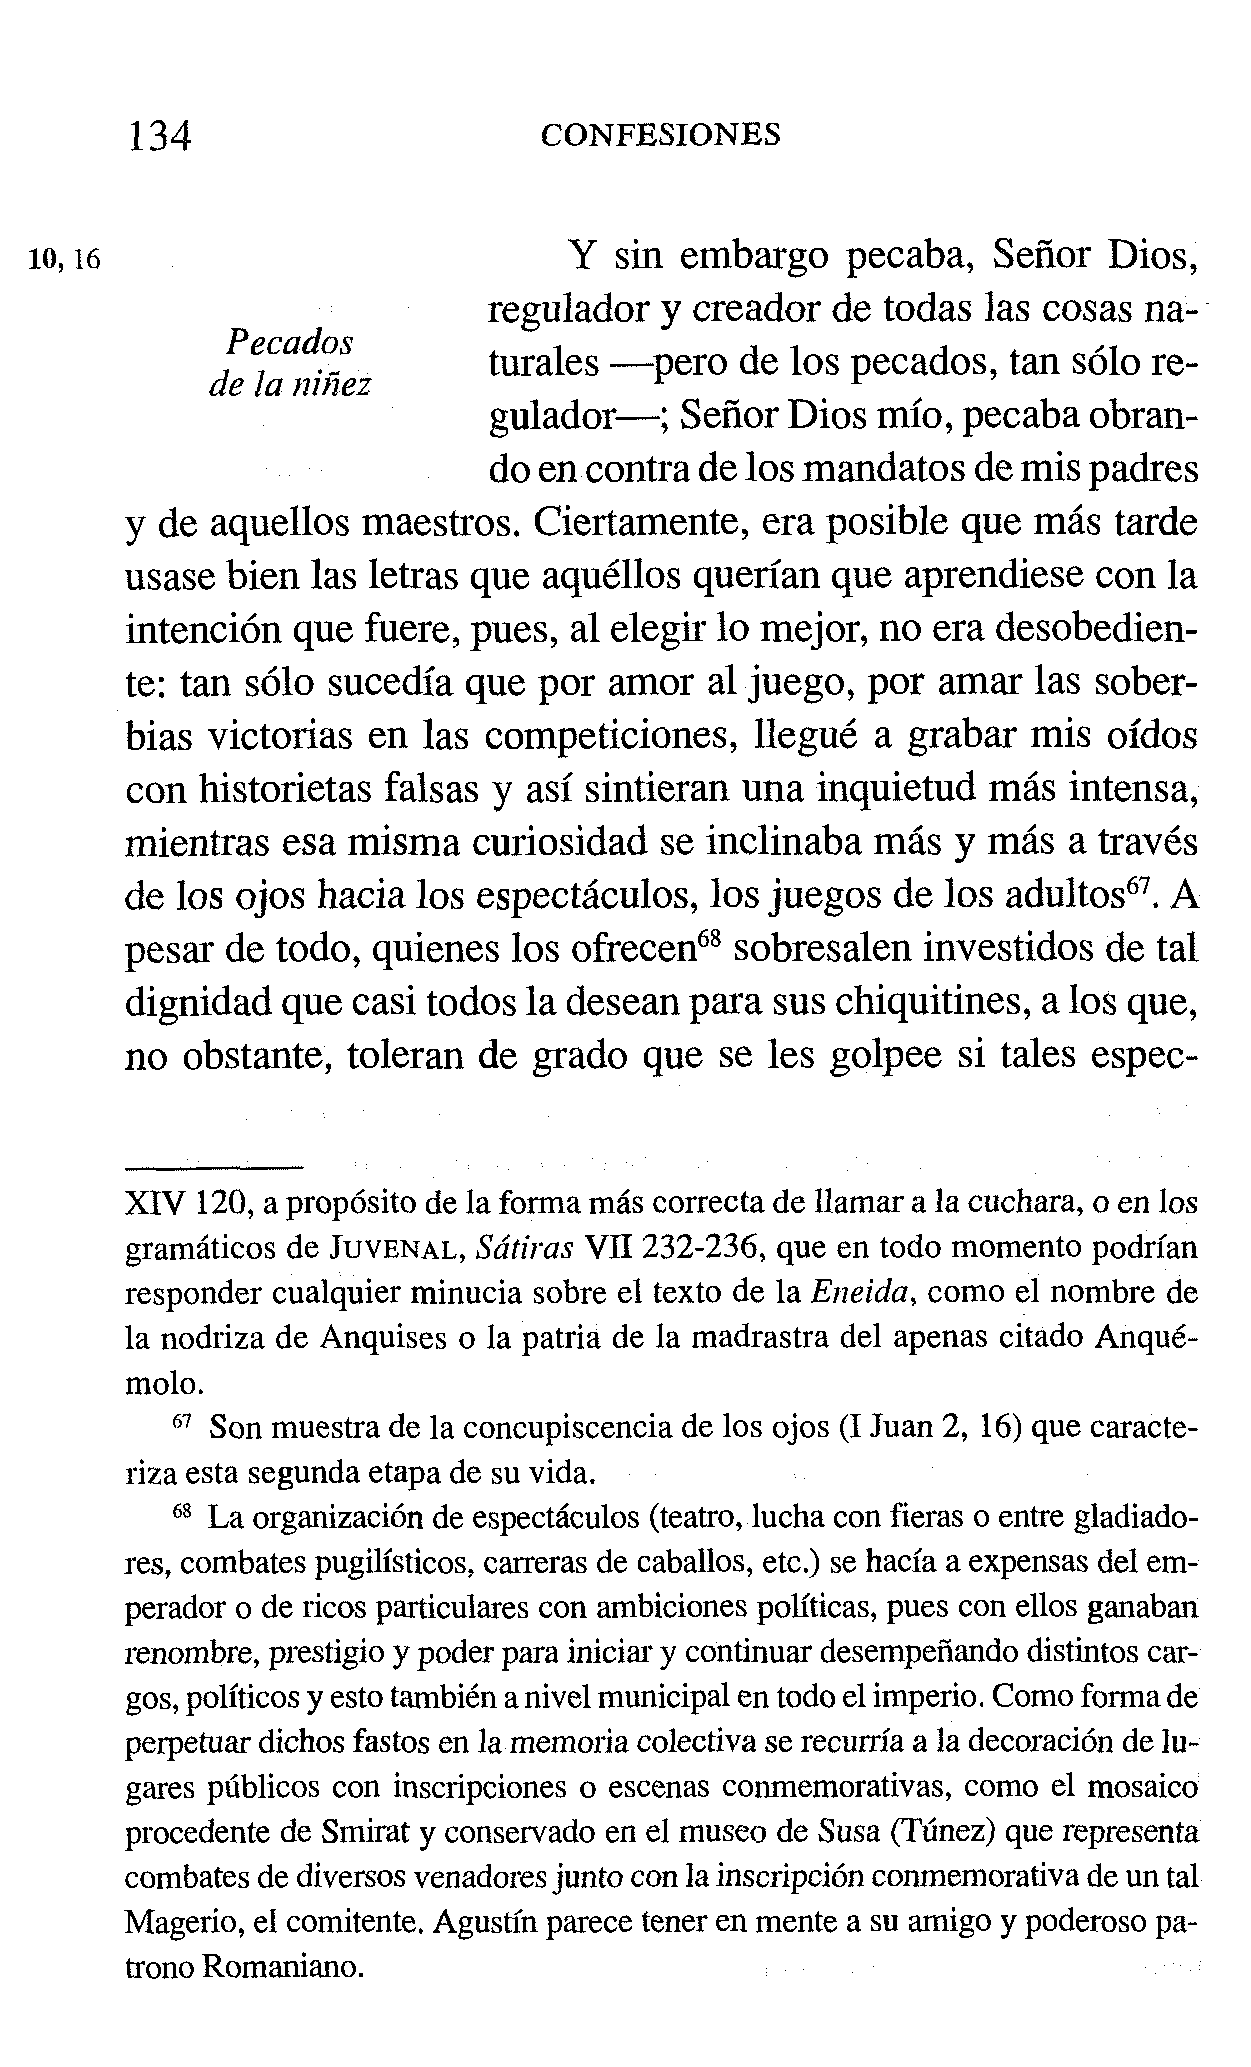 134 CONFESIONES
10, 16
Pecados
de la niñez
Y sin embargo pecaba, Señor Dios,
regulador y creador de todas las cosas na-
turales —pero de los pecados, tan sólo re-
gulador—; Señor Dios mío, pecaba obran-
do en contra de los mandatos de mis padres
y de aquellos maestros. Ciertamente, era posible que más tarde
usase bien las letras que aquéllos querían que aprendiese con la
intención que fuere, pues, al elegir lo mejor, no era desobedien-
te: tan sólo sucedía que por amor al juego, por amar las sober-
bias victorias en las competiciones, llegué a grabar mis oídos
con historietas falsas y así sintieran una inquietud más intensa,
mientras esa misma curiosidad se inclinaba más y más a través
de los ojos hacia los espectáculos, los juegos de los adultos⁶⁷. A
pesar de todo, quienes los ofrecen⁶⁸ sobresalen investidos de tal
dignidad que casi todos la desean para sus chiquitines, a los que,
no obstante, toleran de grado que se les golpee si tales espec-
XIV 120, a propósito de la forma más correcta de llamar a la cuchara, o en los
gramáticos de JUVENAL, Sátiras VII 232-236, que en todo momento podrían
responder cualquier minucia sobre el texto de la Eneida, como el nombre de
la nodriza de Anquises o la patria de la madrastra del apenas citado Anqué-
molo.
⁶⁷ Son muestra de la concupiscencia de los ojos (I Juan 2, 16) que caracte-
riza esta segunda etapa de su vida.
⁶⁸ La organización de espectáculos (teatro, lucha con fieras o entre gladiado-
res, combates pugilísticos, carreras de caballos, etc.) se hacía a expensas del em-
perador o de ricos particulares con ambiciones políticas, pues con ellos ganaban
renombre, prestigio y poder para iniciar y continuar desempeñando distintos car-
gos, políticos y esto también a nivel municipal en todo el imperio. Como forma de
perpetuar dichos fastos en la memoria colectiva se recurría a la decoración de lu-
gares públicos con inscripciones o escenas conmemorativas, como el mosaico
procedente de Smirat y conservado en el museo de Susa (Túnez) que representa
combates de diversos venadores junto con la inscripción conmemorativa de un tal
Magerio, el comitente. Agustín parece tener en mente a su amigo y poderoso pa-
trono Romaniano.